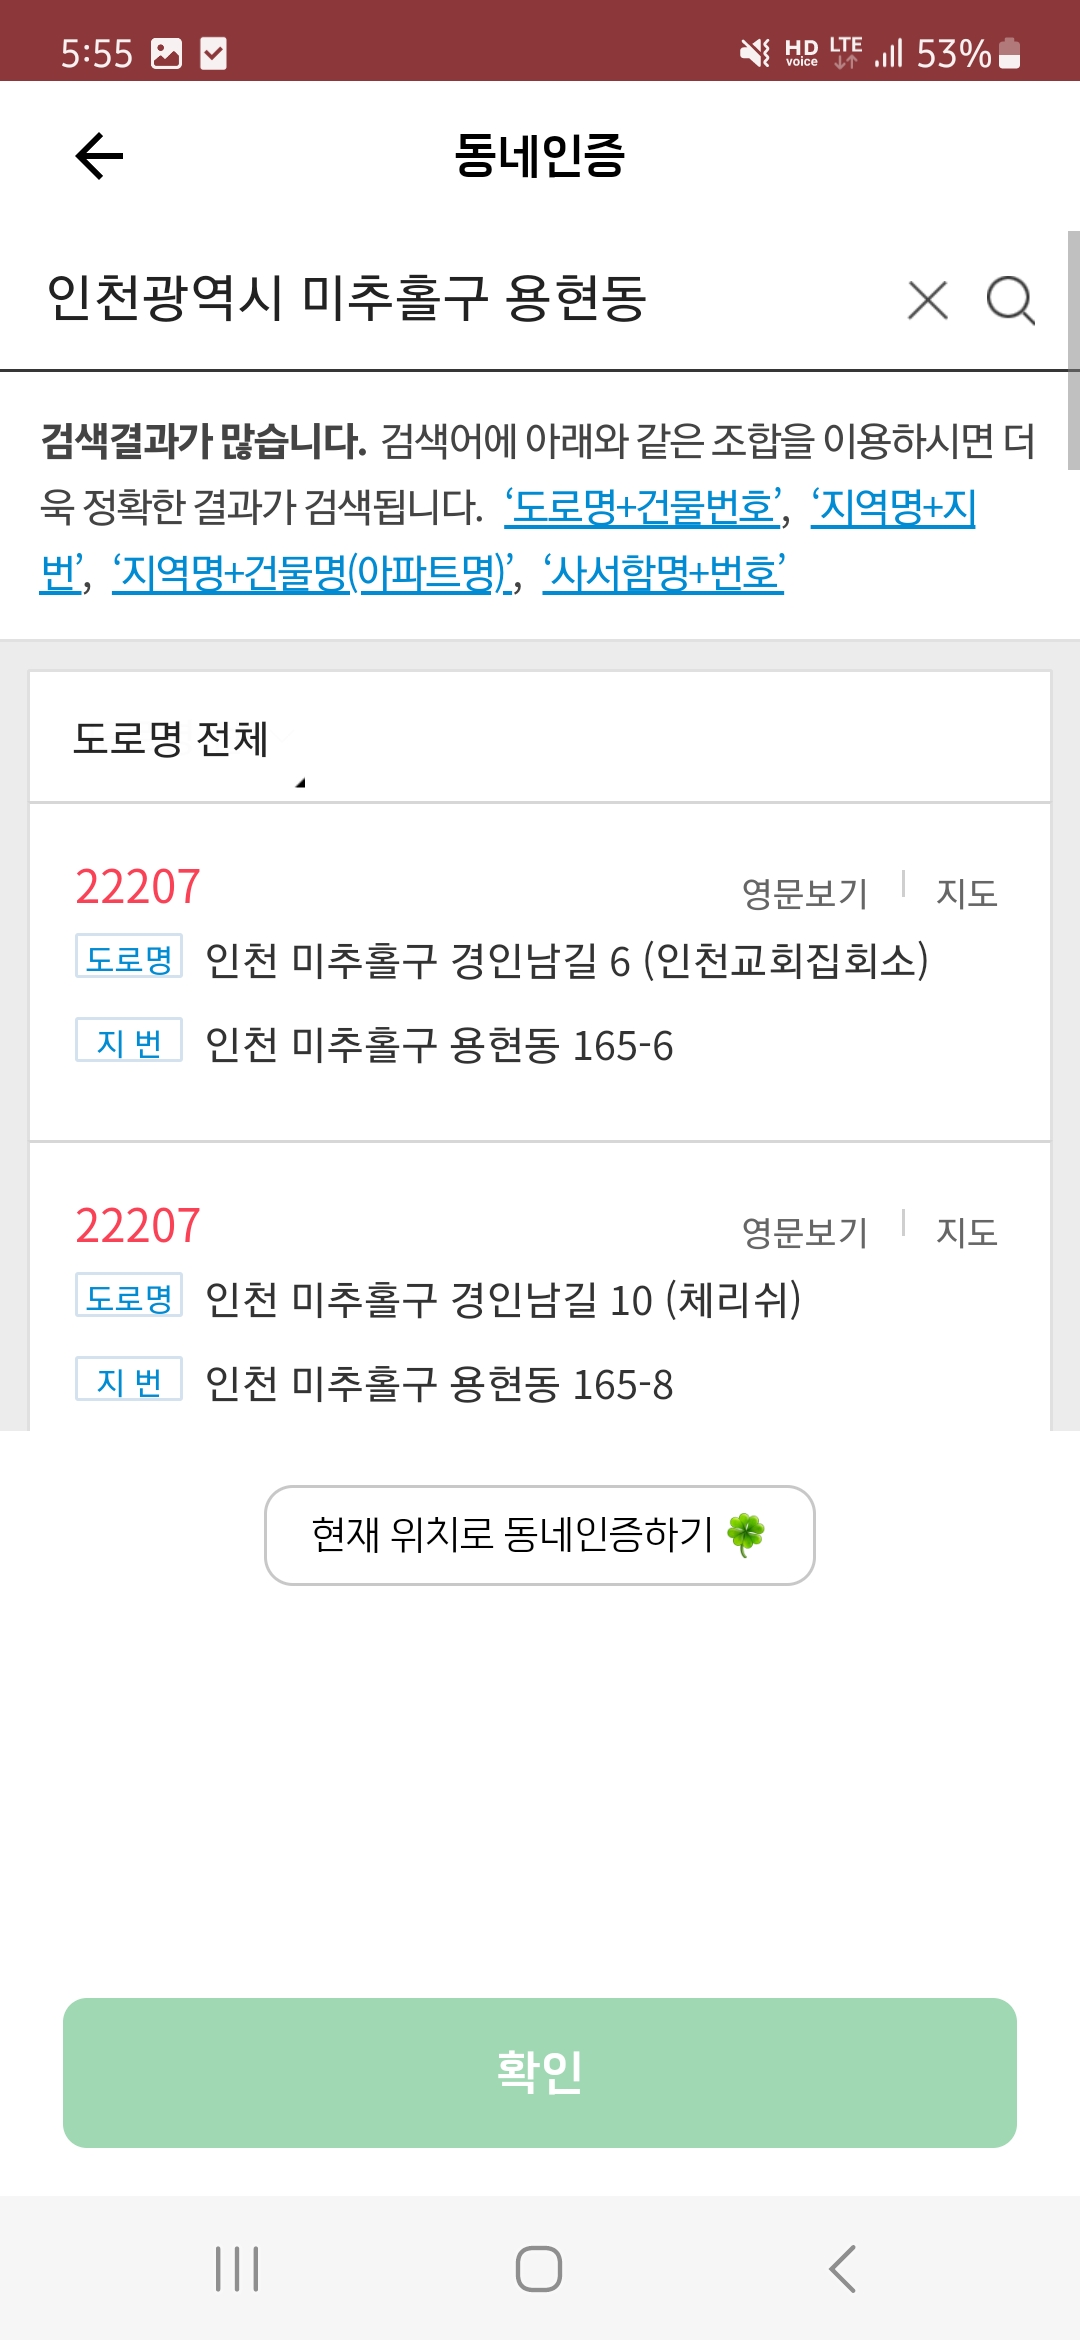 5:55 HD voice LTE 53%
동네인증
인천광역시 미추홀구 용현동
검색결과가 많습니다. 검색어에 아래와 같은 조합을 이용하시면 더
욱 정확한 결과가 검색됩니다. ‘도로명+건물번호’, ‘지역명+지
번’, ‘지역명+건물명(아파트명)’, ‘사서함명+번호’
도로명 전체
22207 영문보기 지도
도로명 인천 미추홀구 경인남길 6 (인천교회집회소)
지 번 인천 미추홀구 용현동 165-6
22207 영문보기 지도
도로명 인천 미추홀구 경인남길 10 (체리쉬)
지 번 인천 미추홀구 용현동 165-8
현재 위치로 동네인증하기 🍀
확인